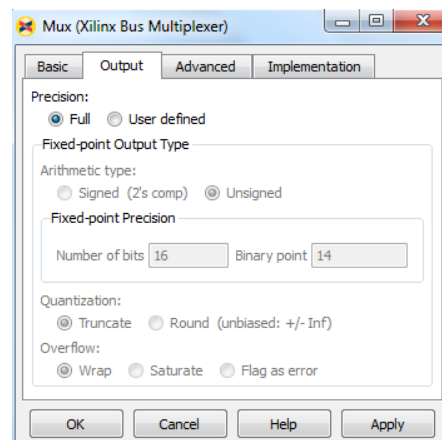 Mux (Xilinx Bus Multiplexer)
Basic Output Advanced Implementation
Precision:
Full User defined
Fixed-point Output Type
Arithmetic type:
Signed (2's comp) Unsigned
Fixed-point Precision
Number of bits 16 Binary point 14
Quantization:
Truncate Round (unbiased: +/- Inf)
Overflow:
Wrap Saturate Flag as error
OK Cancel Help Apply